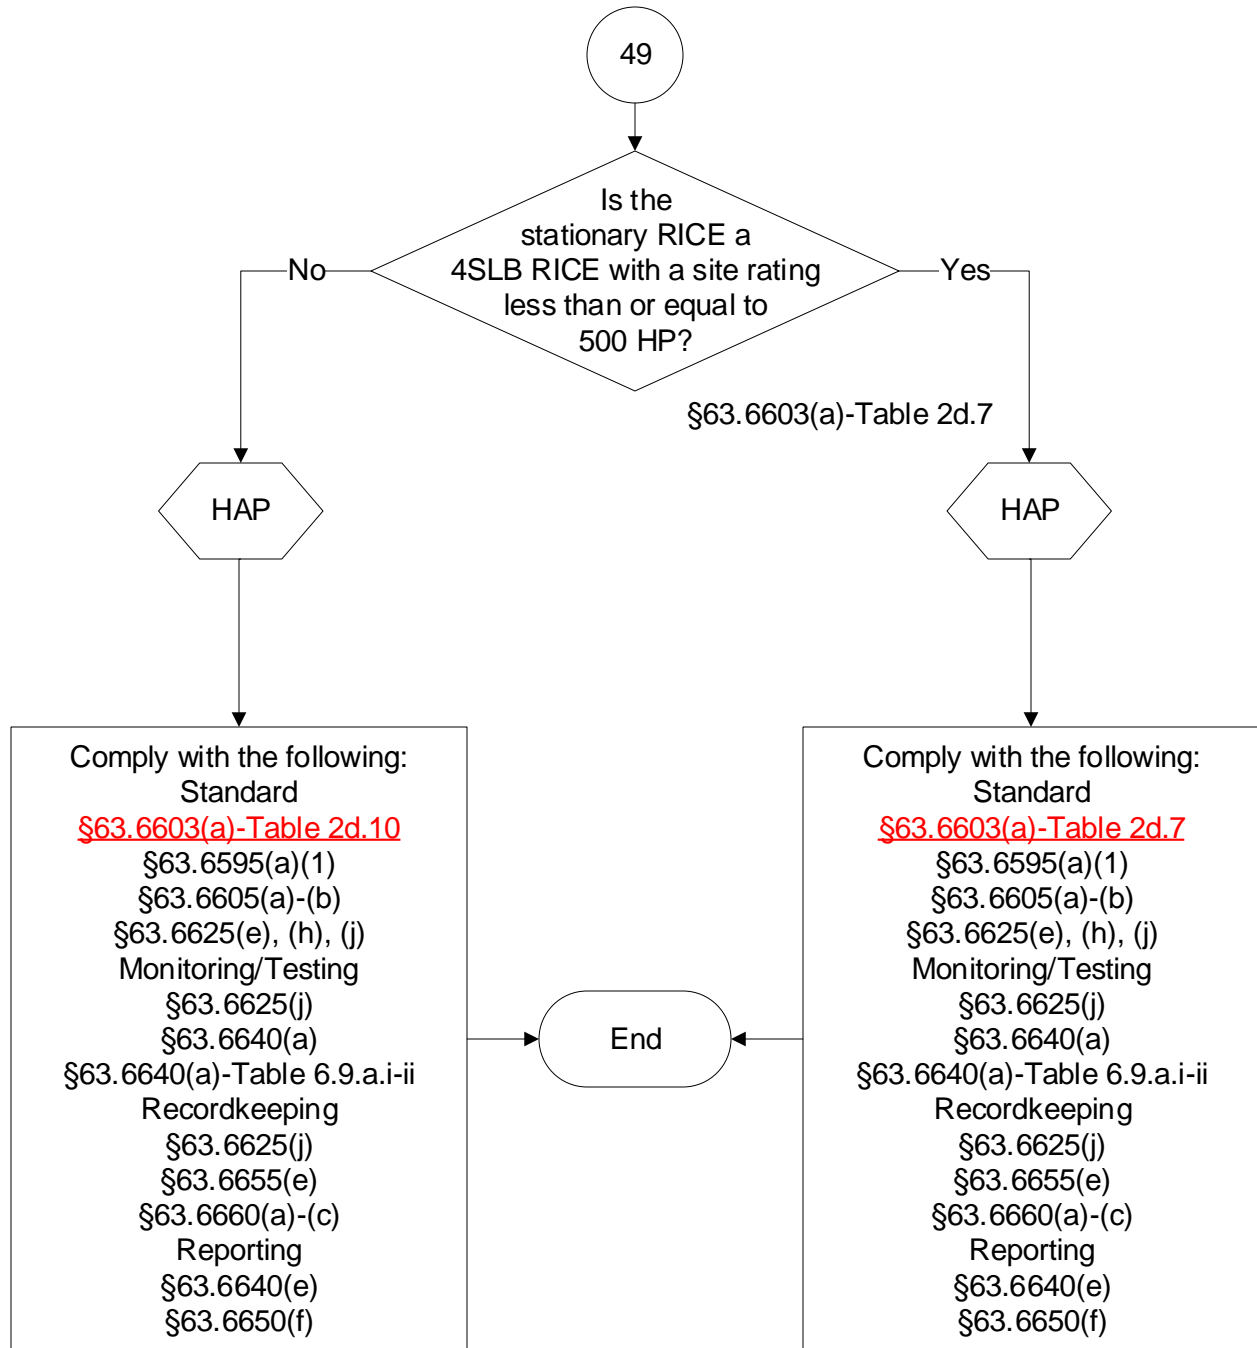 49
Is the
stationary RICE a
4SLB RICE with a site rating
less than or equal to
500 HP?
No
Yes
§63.6603(a)-Table 2d.7
HAP
HAP
Comply with the following:
Standard
§63.6603(a)-Table 2d.10
§63.6595(a)(1)
§63.6605(a)-(b)
§63.6625(e), (h), (j)
Monitoring/Testing
§63.6625(j)
§63.6640(a)
§63.6640(a)-Table 6.9.a.i-ii
Recordkeeping
§63.6625(j)
§63.6655(e)
§63.6660(a)-(c)
Reporting
§63.6640(e)
§63.6650(f)
End
Comply with the following:
Standard
§63.6603(a)-Table 2d.7
§63.6595(a)(1)
§63.6605(a)-(b)
§63.6625(e), (h), (j)
Monitoring/Testing
§63.6625(j)
§63.6640(a)
§63.6640(a)-Table 6.9.a.i-ii
Recordkeeping
§63.6625(j)
§63.6655(e)
§63.6660(a)-(c)
Reporting
§63.6640(e)
§63.6650(f)